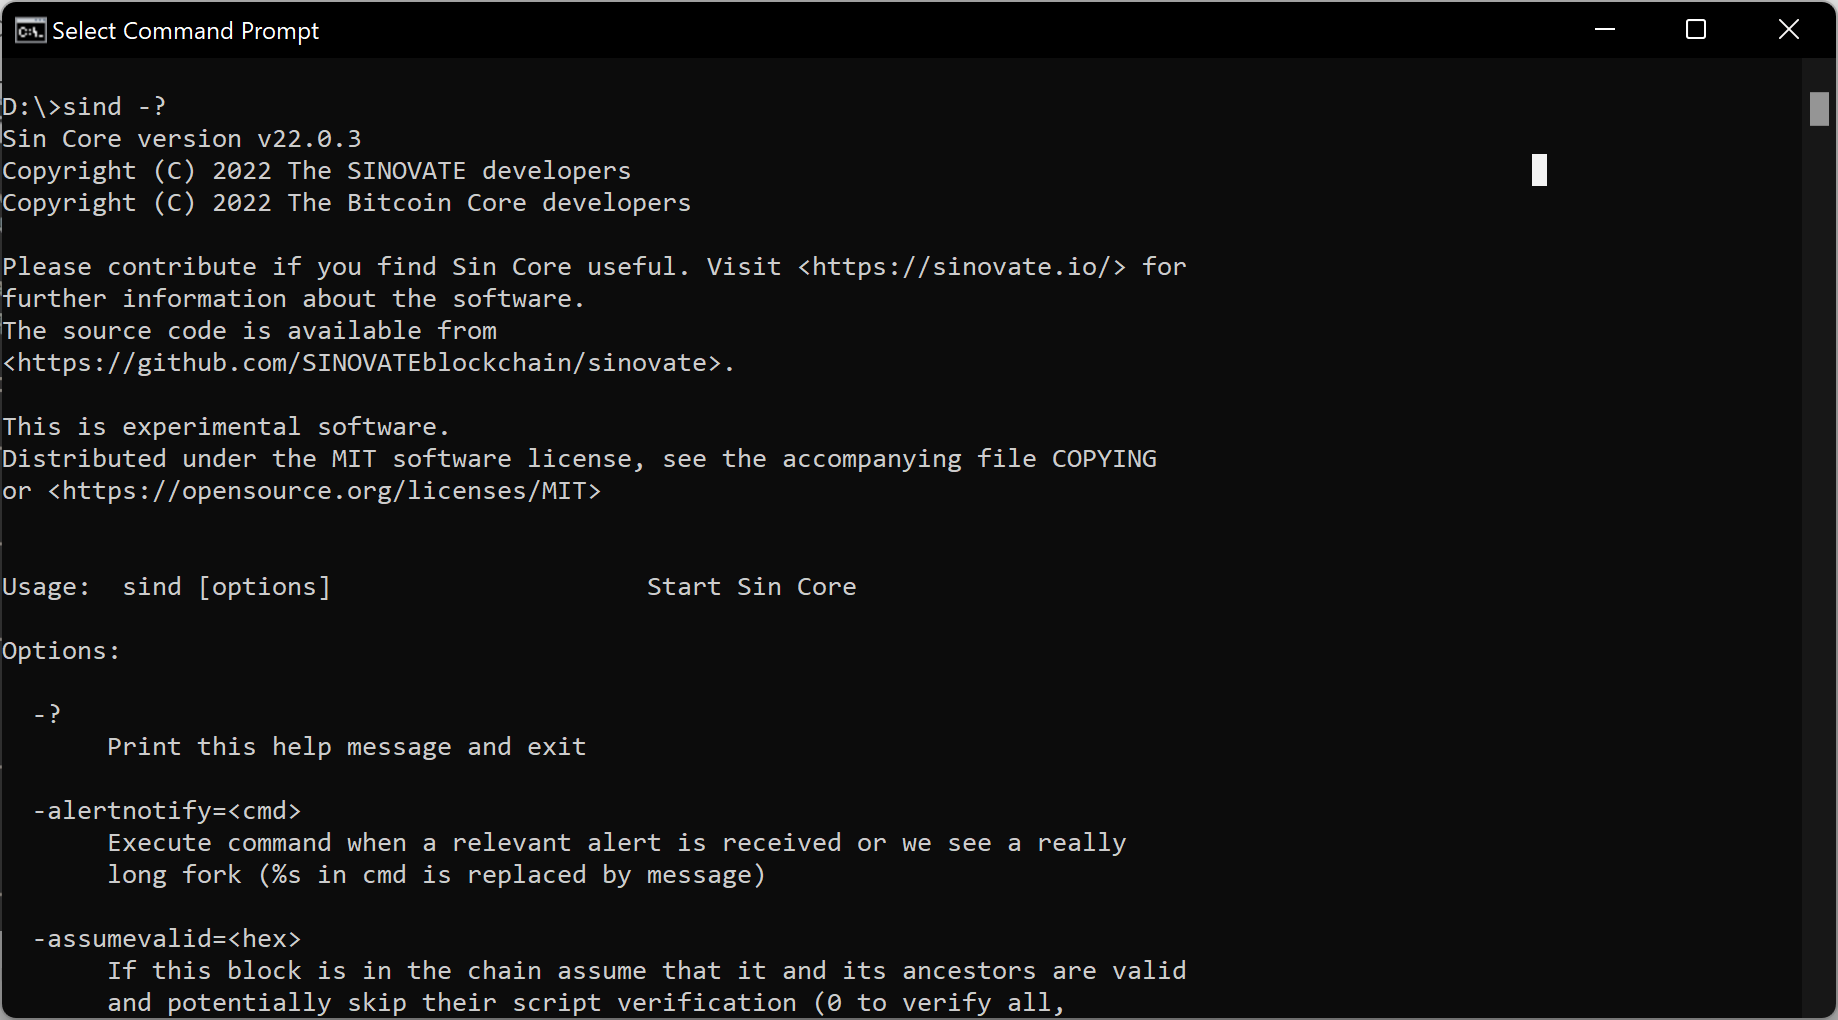 Select Command Prompt
D:\>sind -?
Sin Core version v22.0.3
Copyright (C) 2022 The SINOVATE developers
Copyright (C) 2022 The Bitcoin Core developers
Please contribute if you find Sin Core useful. Visit <https://sinovate.io/> for
further information about the software.
The source code is available from
<https://github.com/SINOVATEblockchain/sinovate>.
This is experimental software.
Distributed under the MIT software license, see the accompanying file COPYING
or <https://opensource.org/licenses/MIT>
Usage:  sind [options]                     Start Sin Core
Options:
  -?
       Print this help message and exit
  -alertnotify=<cmd>
       Execute command when a relevant alert is received or we see a really
       long fork (%s in cmd is replaced by message)
  -assumevalid=<hex>
       If this block is in the chain assume that it and its ancestors are valid
       and potentially skip their script verification (0 to verify all,